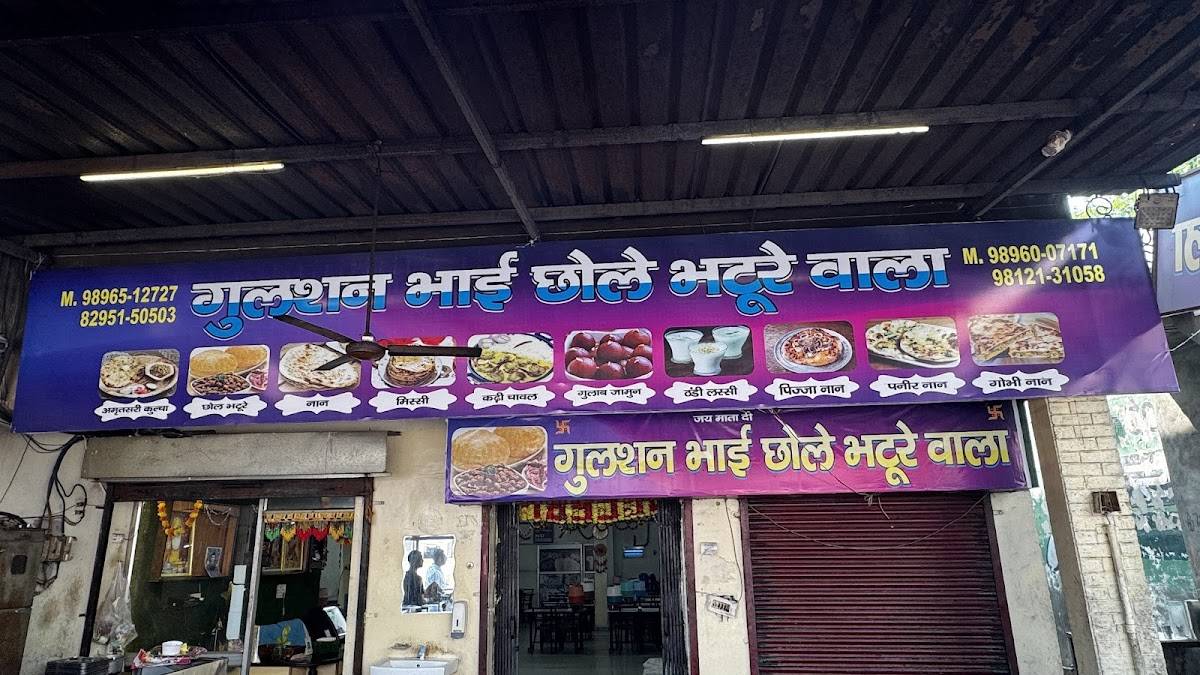 M. 98965-12727
82951-50503
गुलशन भाई छोले भटूरे वाला
M. 98960-07171
98121-31058
अमृतसरी कुल्चा
छोले भटूरे
नान
मिस्सी
कढ़ी चावल
गुलाब जामुन
ठंडी लस्सी
पिज्जा नान
पनीर नान
गोभी नान
जय माता दी
गुलशन भाई छोले भटूरे वाला